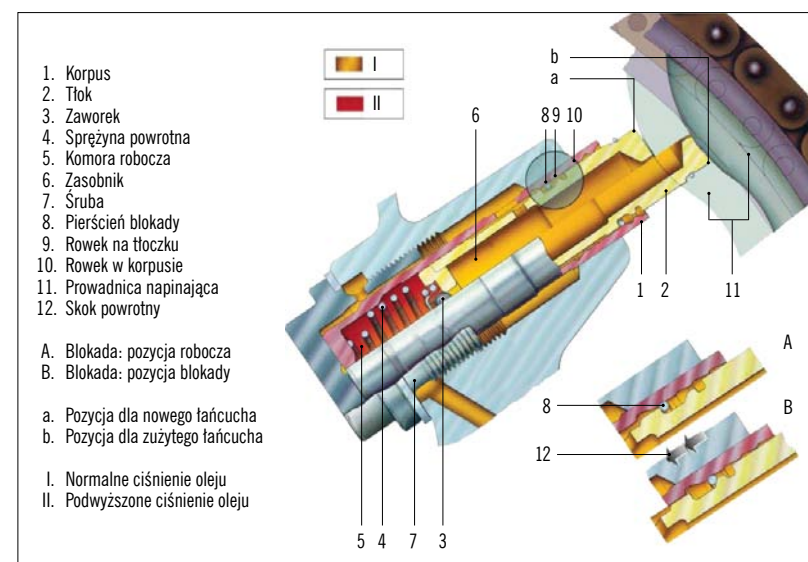 1. Korpus
2. Tłok
3. Zaworek
4. Sprężyna powrotna
5. Komora robocza
6. Zasobnik
7. Śruba
8. Pierścień blokady
9. Rowek na tłoczku
10. Rowek w korpusie
11. Prowadnica napinająca
12. Skok powrotny
A. Blokada: pozycja robocza
B. Blokada: pozycja blokady
a. Pozycja dla nowego łańcucha
b. Pozycja dla zużytego łańcucha
I. Normalne ciśnienie oleju
II. Podwyższone ciśnienie oleju
I
II
b
a
6 8 9 10
1 2 11
A
8
B
12
5 4 7 3